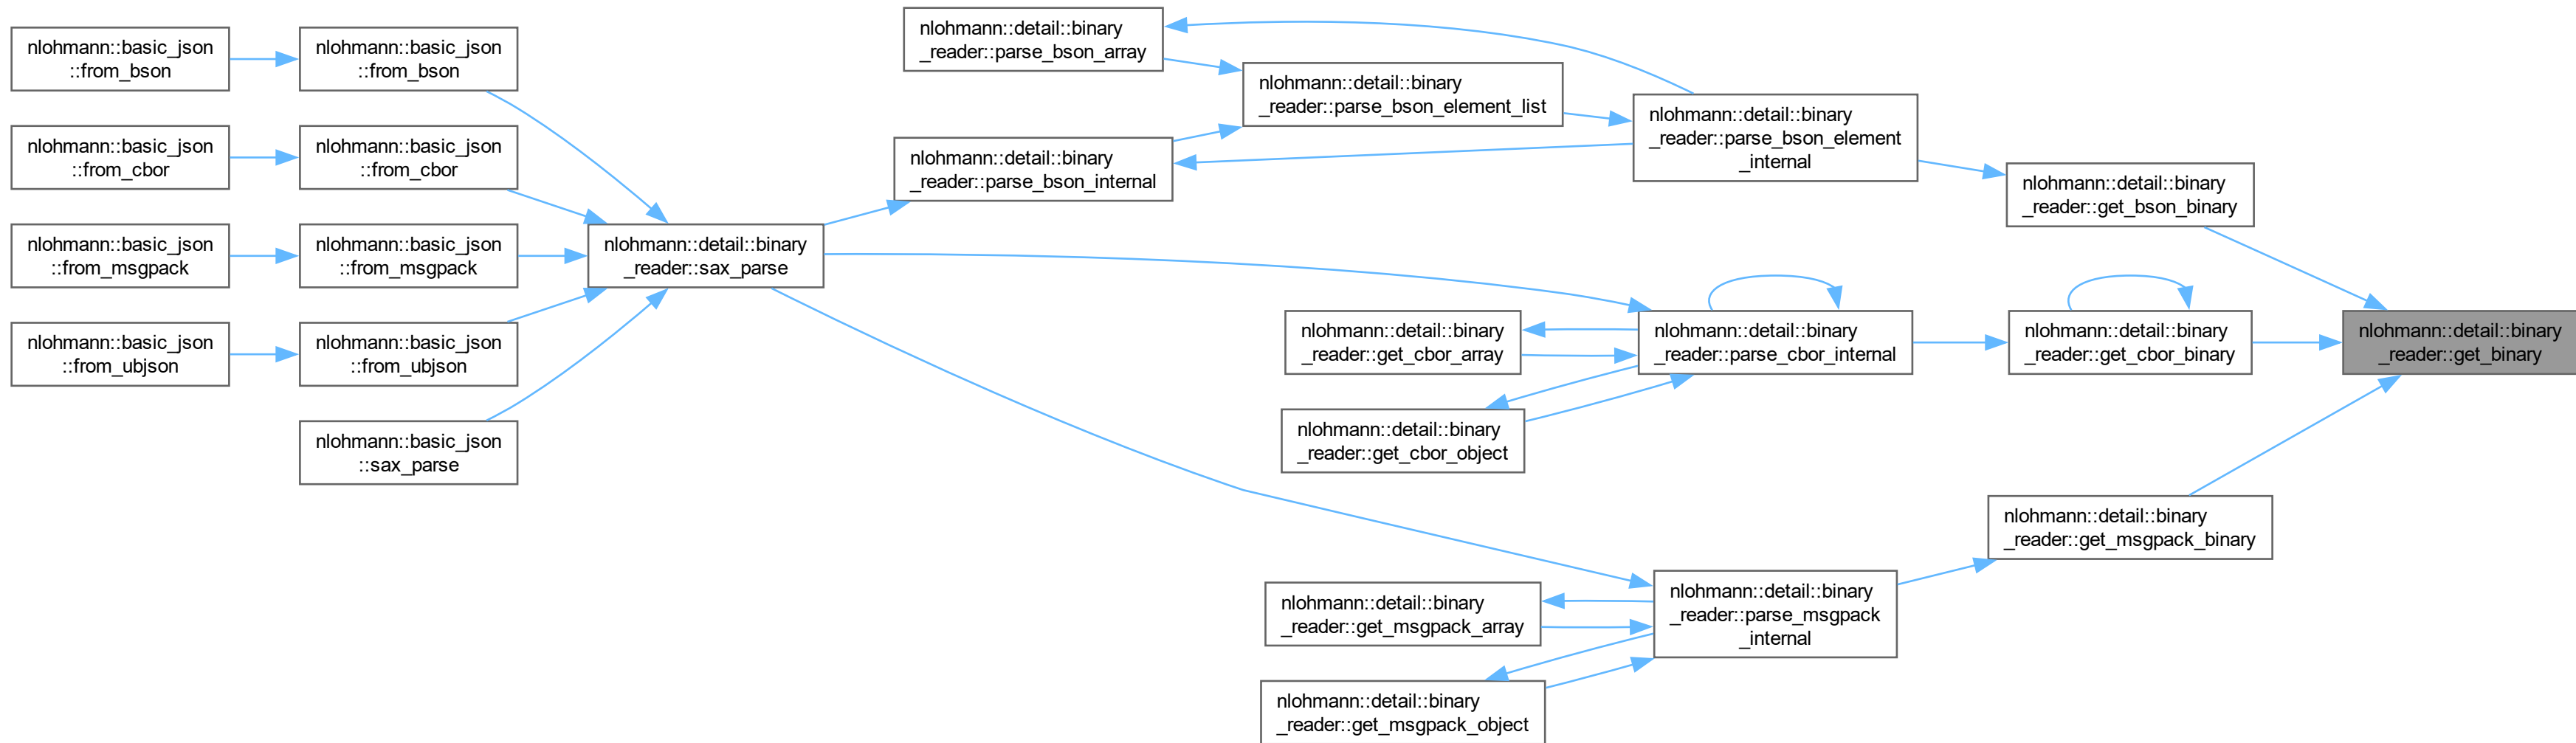 nlohmann::basic_json
::from_bson
nlohmann::basic_json
::from_cbor
nlohmann::basic_json
::from_msgpack
nlohmann::basic_json
::from_ubjson
nlohmann::basic_json
::from_bson
nlohmann::basic_json
::from_cbor
nlohmann::basic_json
::from_msgpack
nlohmann::basic_json
::from_ubjson
nlohmann::basic_json
::sax_parse
nlohmann::detail::binary
_reader::sax_parse
nlohmann::detail::binary
_reader::parse_bson_array
nlohmann::detail::binary
_reader::parse_bson_internal
nlohmann::detail::binary
_reader::parse_bson_element_list
nlohmann::detail::binary
_reader::get_cbor_array
nlohmann::detail::binary
_reader::get_cbor_object
nlohmann::detail::binary
_reader::get_msgpack_array
nlohmann::detail::binary
_reader::get_msgpack_object
nlohmann::detail::binary
_reader::parse_bson_element
_internal
nlohmann::detail::binary
_reader::parse_cbor_internal
nlohmann::detail::binary
_reader::parse_msgpack
_internal
nlohmann::detail::binary
_reader::get_bson_binary
nlohmann::detail::binary
_reader::get_cbor_binary
nlohmann::detail::binary
_reader::get_msgpack_binary
nlohmann::detail::binary
_reader::get_binary